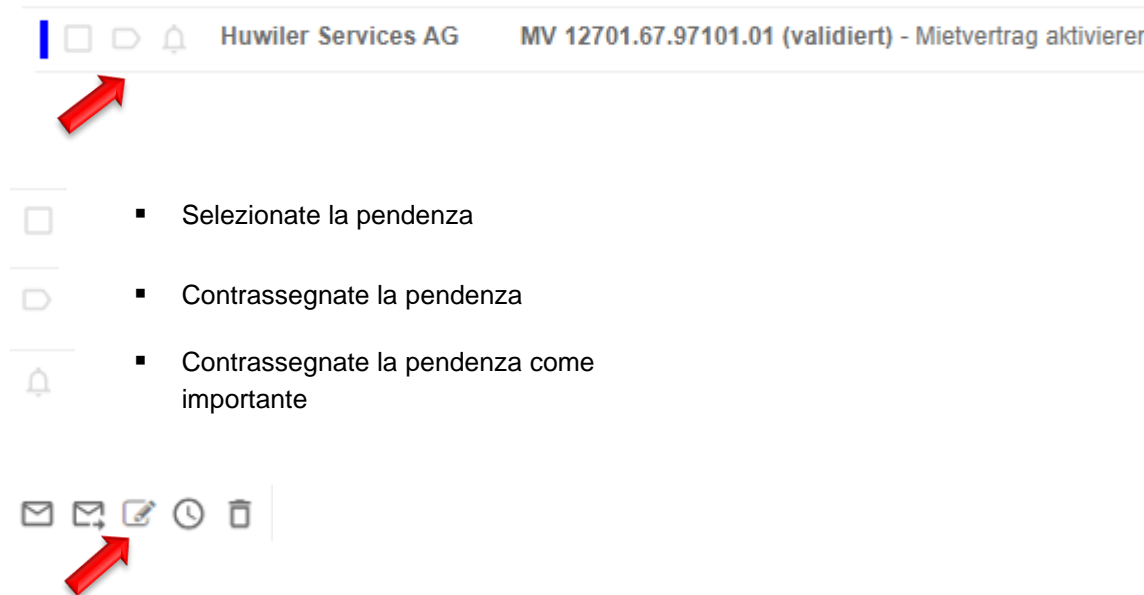 Huwiler Services AG MV 12701.67.97101.01 (validiert) - Mietvertrag aktivieren
▪ Selezionate la pendenza
▪ Contrassegnate la pendenza
▪ Contrassegnate la pendenza come
importante